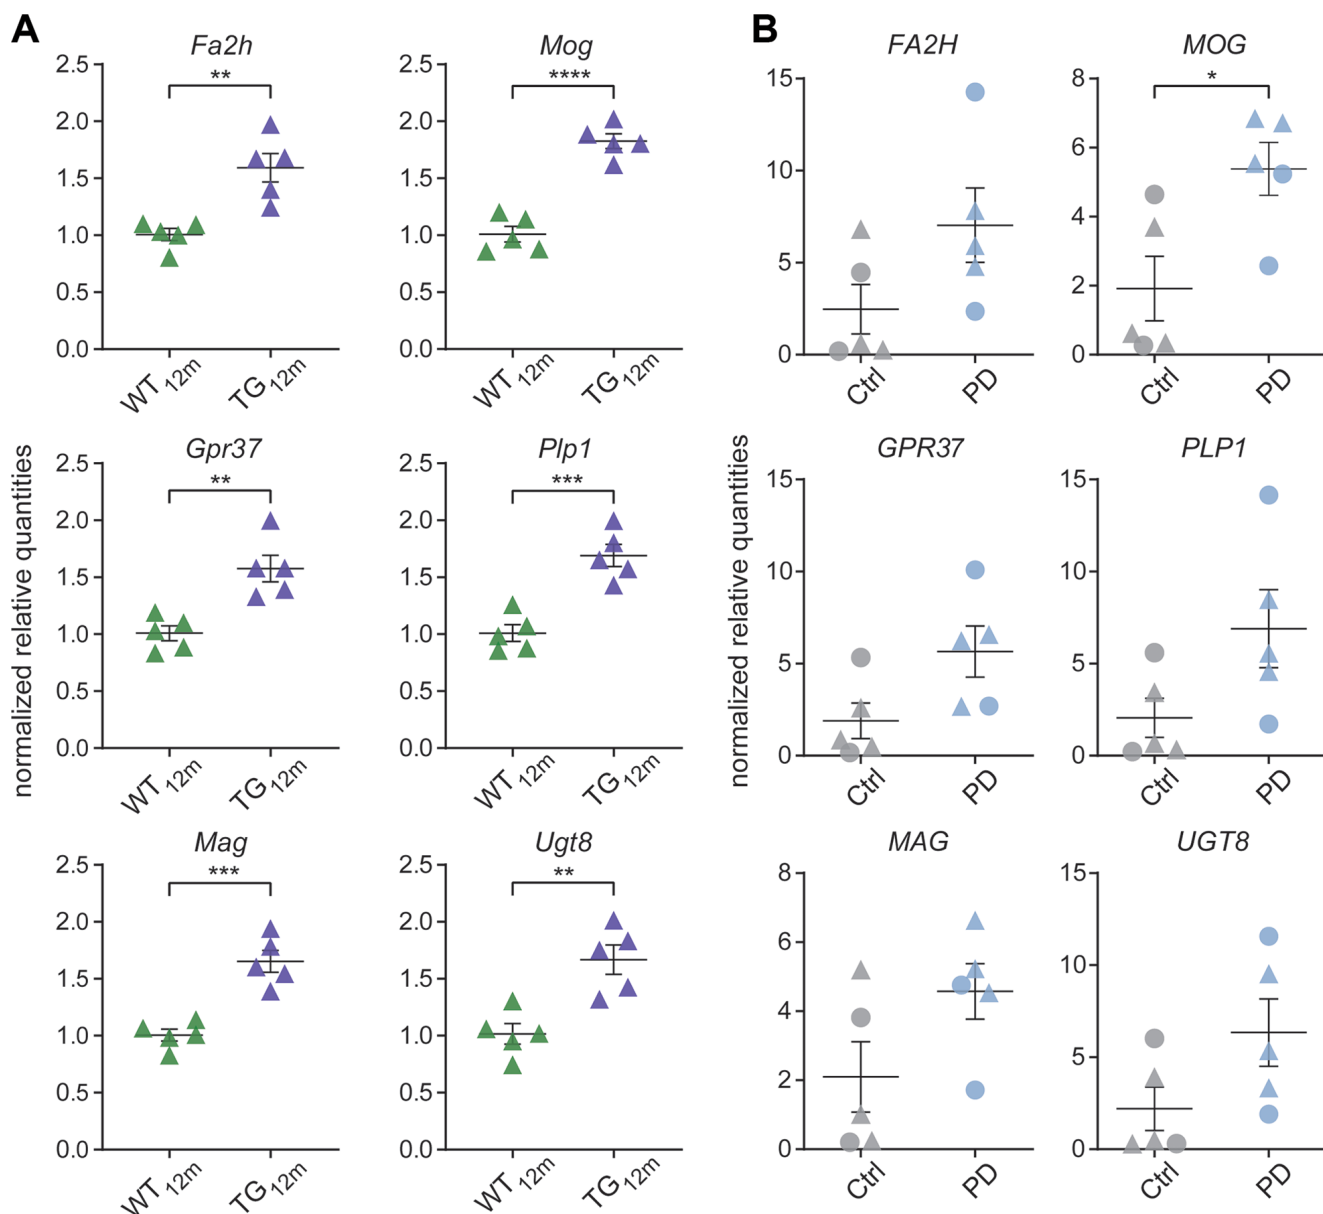 A
B
Fa2h
**
2.5
2.0
1.5
1.0
0.5
0.0
WT 12m
TG 12m
Mog
****
2.5
2.0
1.5
1.0
0.5
0.0
WT 12m
TG 12m
FA2H
15
10
5
0
Ctrl
PD
MOG
*
8
6
4
2
0
Ctrl
PD
normalized relative quantities
Gpr37
**
2.5
2.0
1.5
1.0
0.5
0.0
WT 12m
TG 12m
Plp1
***
2.5
2.0
1.5
1.0
0.5
0.0
WT 12m
TG 12m
normalized relative quantities
GPR37
15
10
5
0
Ctrl
PD
PLP1
15
10
5
0
Ctrl
PD
Mag
***
2.5
2.0
1.5
1.0
0.5
0.0
WT 12m
TG 12m
Ugt8
**
2.5
2.0
1.5
1.0
0.5
0.0
WT 12m
TG 12m
MAG
8
6
4
2
0
Ctrl
PD
UGT8
15
10
5
0
Ctrl
PD